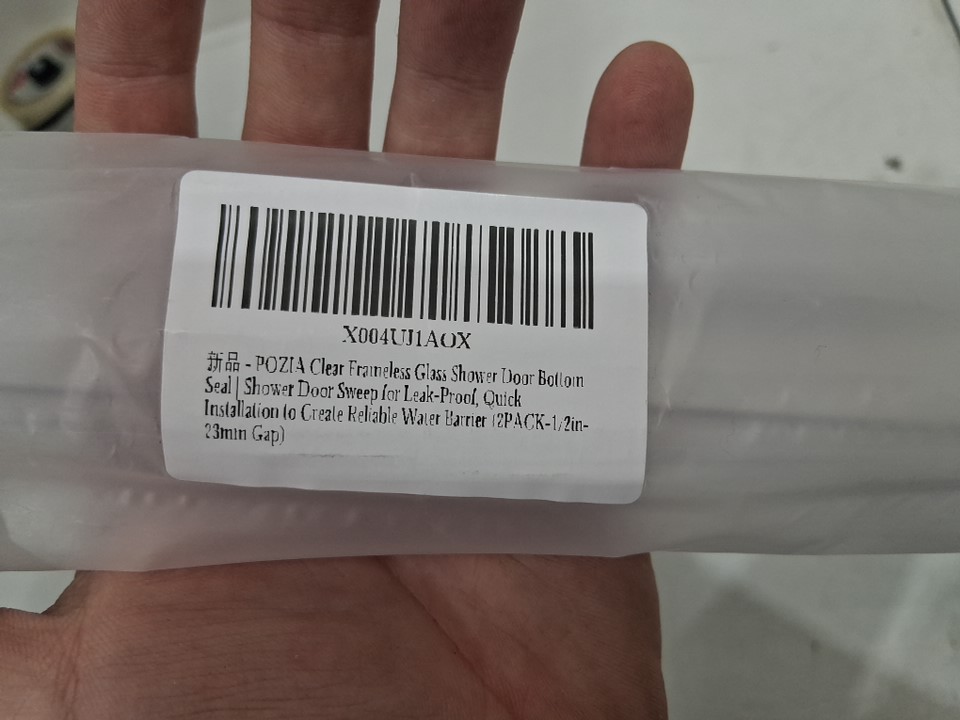 X004UJ1AOX
新品 - POZIA Clear Frameless Glass Shower Door Bottom
Seal | Shower Door Sweep for Leak-Proof, Quick
Installation to Create Reliable Water Barrier (2PACK-1/2in-
23mm Gap)